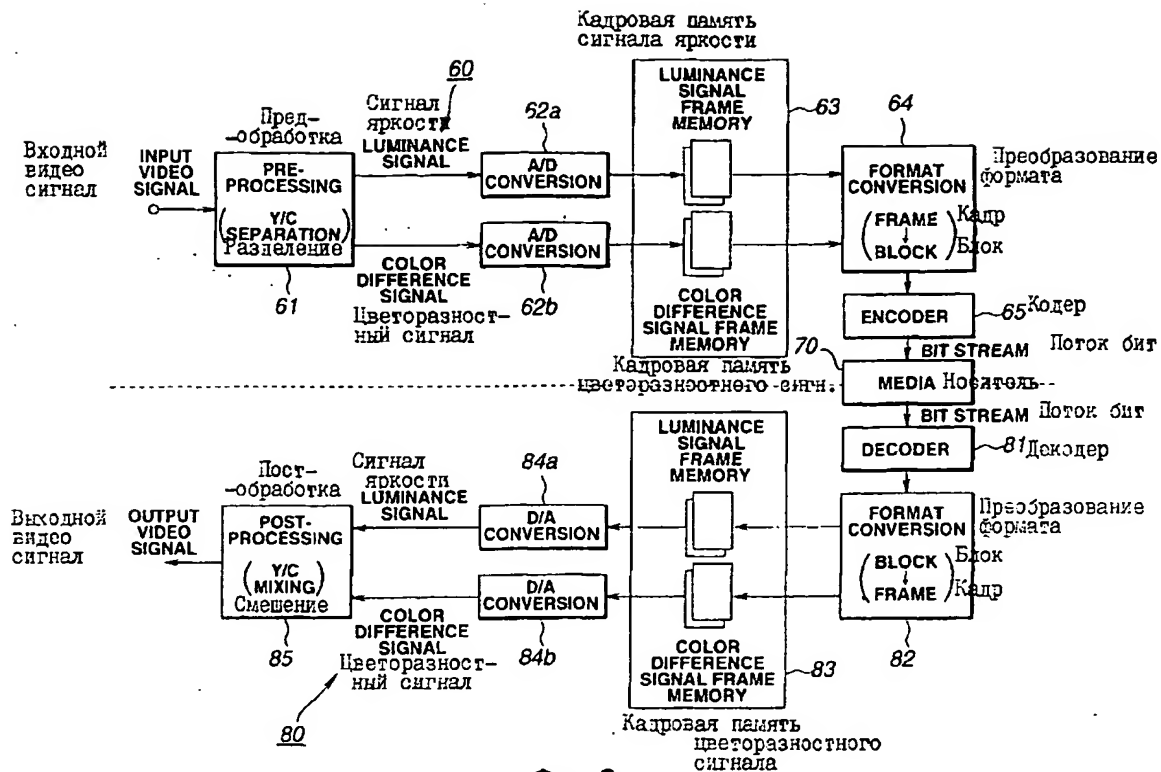 Кадровая память
сигнала яркости
60
Сигнал
яркости
LUMINANCE SIGNAL
62a
LUMINANCE
SIGNAL
FRAME
MEMORY
63
64
Пред-
-обработка
Входной
видео
сигнал
INPUT
VIDEO
SIGNAL
PRE-
PROCESSING
(Y/C
SEPARATION)
Разделение
61
A/D
CONVERSION
A/D
CONVERSION
62b
COLOR
DIFFERENCE
SIGNAL
Цветоразност-
ный сигнал
COLOR
DIFFERENCE
SIGNAL FRAME
MEMORY
Кадровая память
цветоразностного сигн.
FORMAT
CONVERSION
(FRAME
↓
BLOCK)
Преобразование
формата
Кадр
Блок
ENCODER
65 Кодер
BIT STREAM Поток бит
70
MEDIA Носитель
BIT STREAM Поток бит
DECODER
81 Декодер
Пост-
-обработка
Сигнал
яркости
LUMINANCE
SIGNAL
84a
LUMINANCE
SIGNAL
FRAME
MEMORY
Выходной
видео
сигнал
OUTPUT
VIDEO
SIGNAL
POST-
PROCESSING
(Y/C
MIXING)
Смешение
85
D/A
CONVERSION
D/A
CONVERSION
84b
COLOR
DIFFERENCE
SIGNAL
Цветоразност-
ный сигнал
80
COLOR
DIFFERENCE
SIGNAL FRAME
MEMORY
83
Кадровая память
цветоразностного
сигнала
FORMAT
CONVERSION
(BLOCK
↓
FRAME)
Преобразование
формата
Блок
Кадр
82